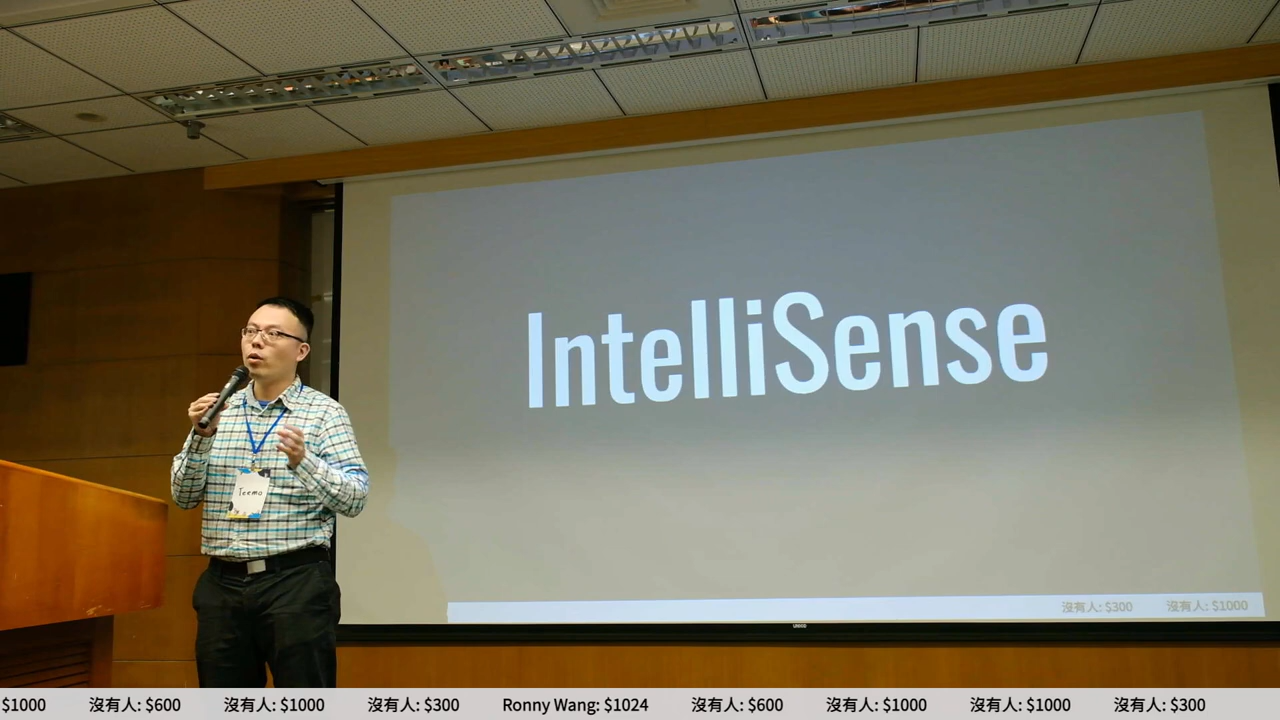 IntelliSense
Teemo
沒有人: $300 沒有人: $1000
$1000 沒有人: $600 沒有人: $1000 沒有人: $300 Ronny Wang: $1024 沒有人: $600 沒有人: $1000 沒有人: $1000 沒有人: $300